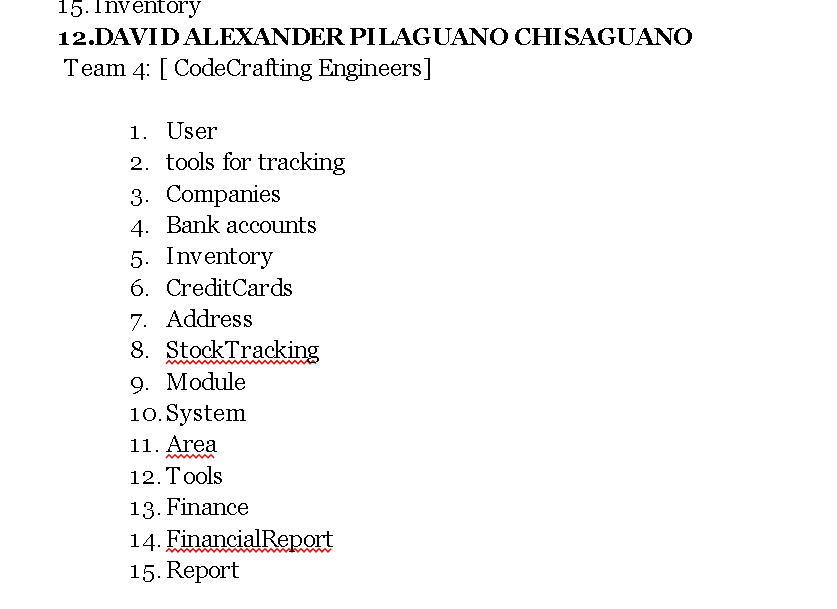 15. Inventory
12.DAVID ALEXANDER PILAGUANO CHISAGUANO
Team 4: [ CodeCrafting Engineers]
1. User
2. tools for tracking
3. Companies
4. Bank accounts
5. Inventory
6. CreditCards
7. Address
8. StockTracking
9. Module
10. System
11. Area
12. Tools
13. Finance
14. FinancialReport
15. Report